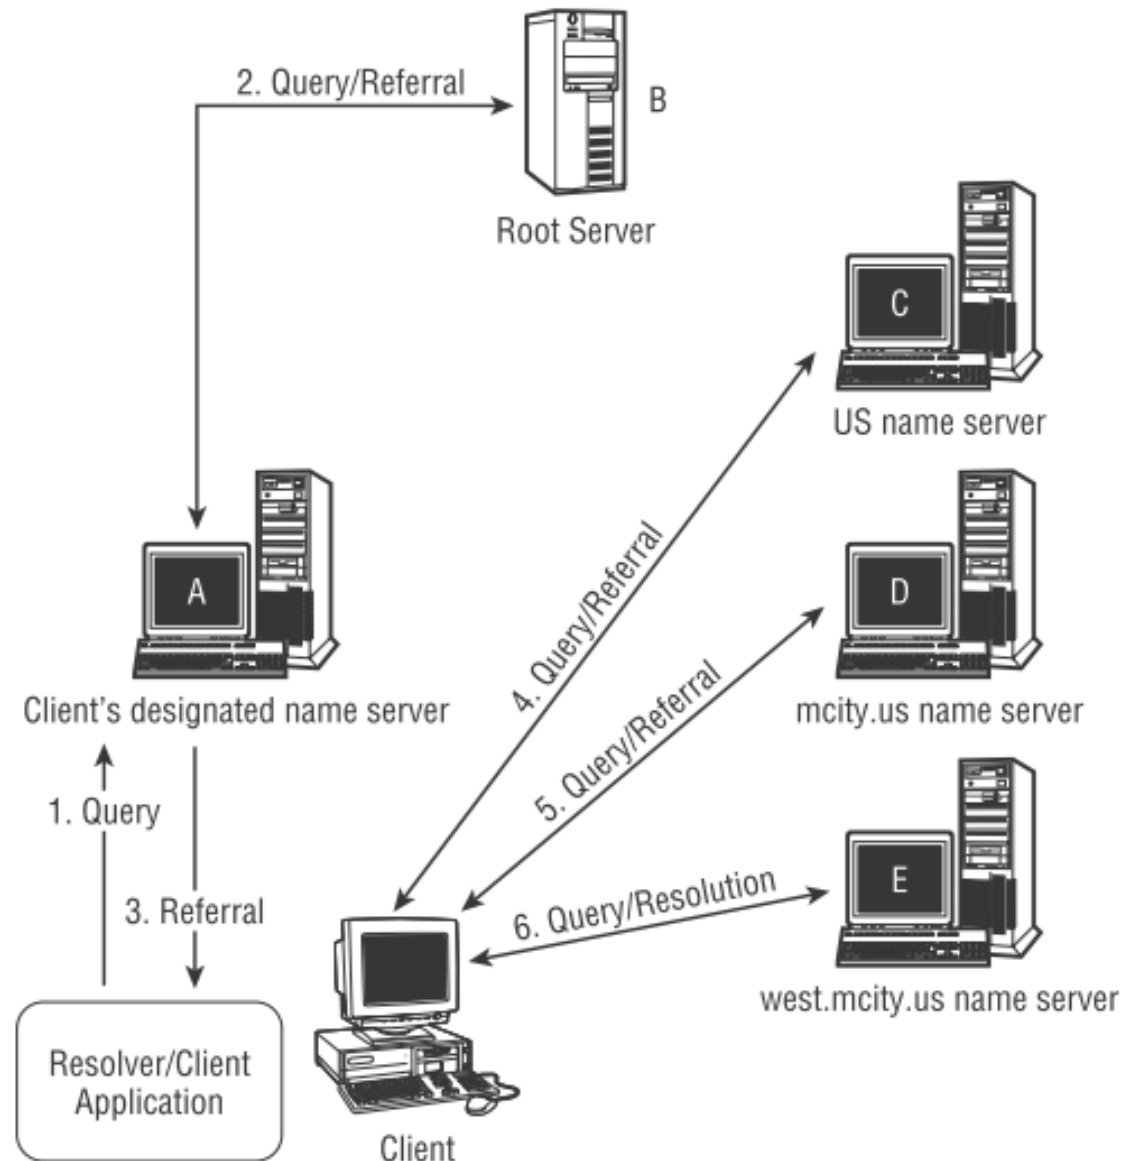 2. Query/Referral
B
Root Server
C
US name server
A
Client's designated name server
4. Query/Referral
D
mcity.us name server
5. Query/Referral
1. Query
3. Referral
6. Query/Resolution
E
west.mcity.us name server
Resolver/Client
Application
Client